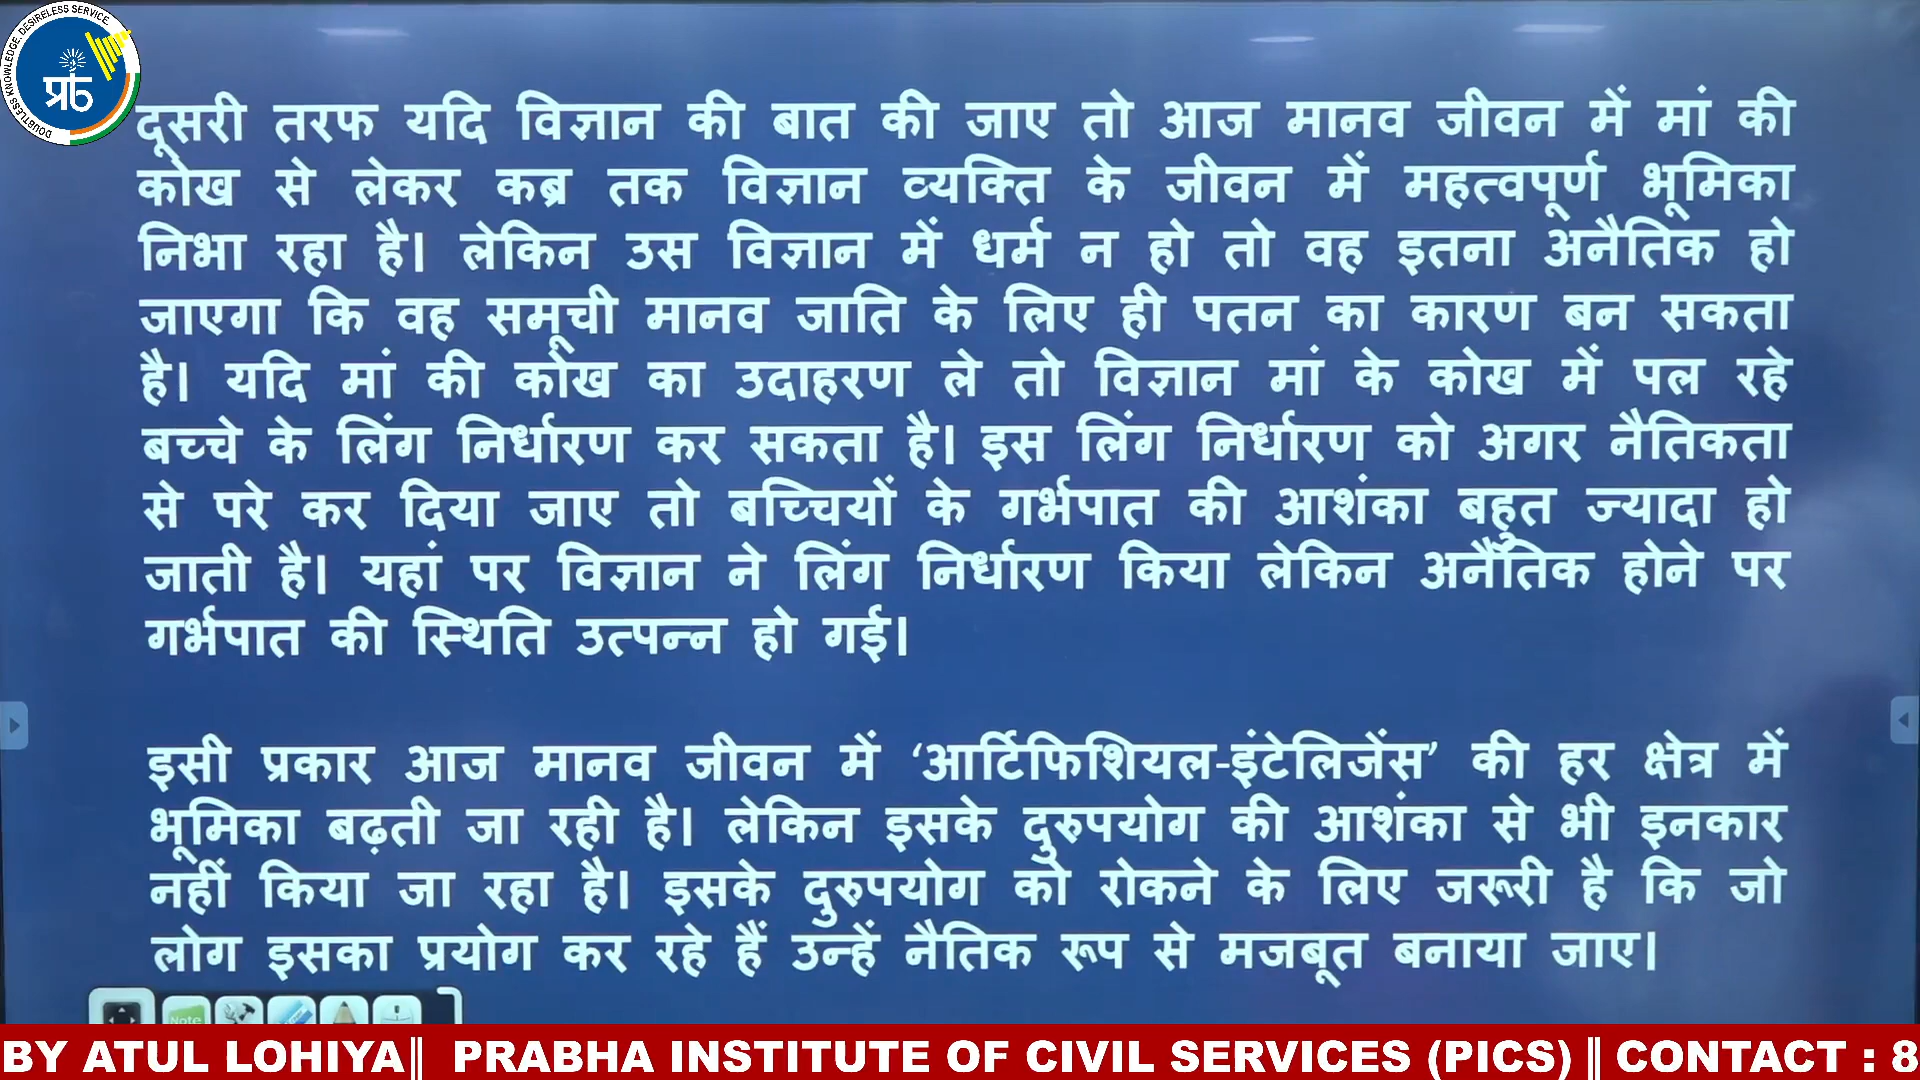 DOUBTLESS KNOWLEDGE, DESIRELESS SERVICE.
दूसरी तरफ यदि विज्ञान की बात की जाए तो आज मानव जीवन में मां की
कोख से लेकर कब्र तक विज्ञान व्यक्ति के जीवन में महत्वपूर्ण भूमिका
निभा रहा है। लेकिन उस विज्ञान में धर्म न हो तो वह इतना अनैतिक हो
जाएगा कि वह समूची मानव जाति के लिए ही पतन का कारण बन सकता
है। यदि मां की कोख का उदाहरण ले तो विज्ञान मां के कोख में पल रहे
बच्चे के लिंग निर्धारण कर सकता है। इस लिंग निर्धारण को अगर नैतिकता
से परे कर दिया जाए तो बच्चियों के गर्भपात की आशंका बहुत ज्यादा हो
जाती है। यहां पर विज्ञान ने लिंग निर्धारण किया लेकिन अनैतिक होने पर
गर्भपात की स्थिति उत्पन्न हो गई।
इसी प्रकार आज मानव जीवन में ‘आर्टिफिशियल-इंटेलिजेंस’ की हर क्षेत्र में
भूमिका बढ़ती जा रही है। लेकिन इसके दुरुपयोग की आशंका से भी इनकार
नहीं किया जा रहा है। इसके दुरुपयोग को रोकने के लिए जरूरी है कि जो
लोग इसका प्रयोग कर रहे हैं उन्हें नैतिक रूप से मजबूत बनाया जाए।
Note
BY ATUL LOHIYA|| PRABHA INSTITUTE OF CIVIL SERVICES (PICS) || CONTACT : 8